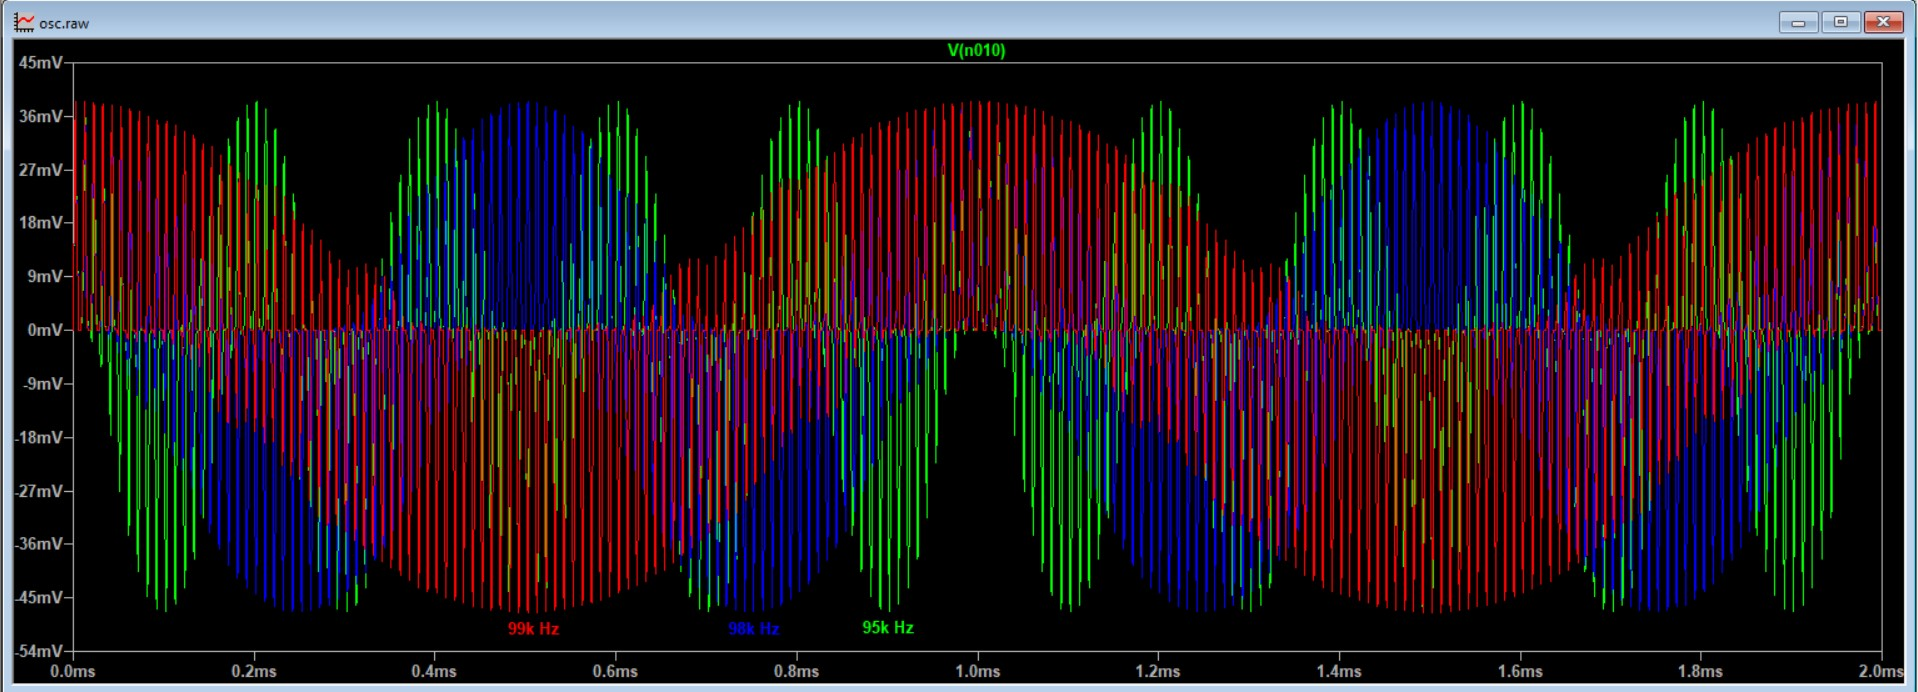 osc.raw
V(n010)
45mV
36mV
27mV
18mV
9mV
0mV
-9mV
-18mV
-27mV
-36mV
-45mV
-54mV
99k Hz
98k Hz
95k Hz
0.0ms 0.2ms 0.4ms 0.6ms 0.8ms 1.0ms 1.2ms 1.4ms 1.6ms 1.8ms 2.0ms